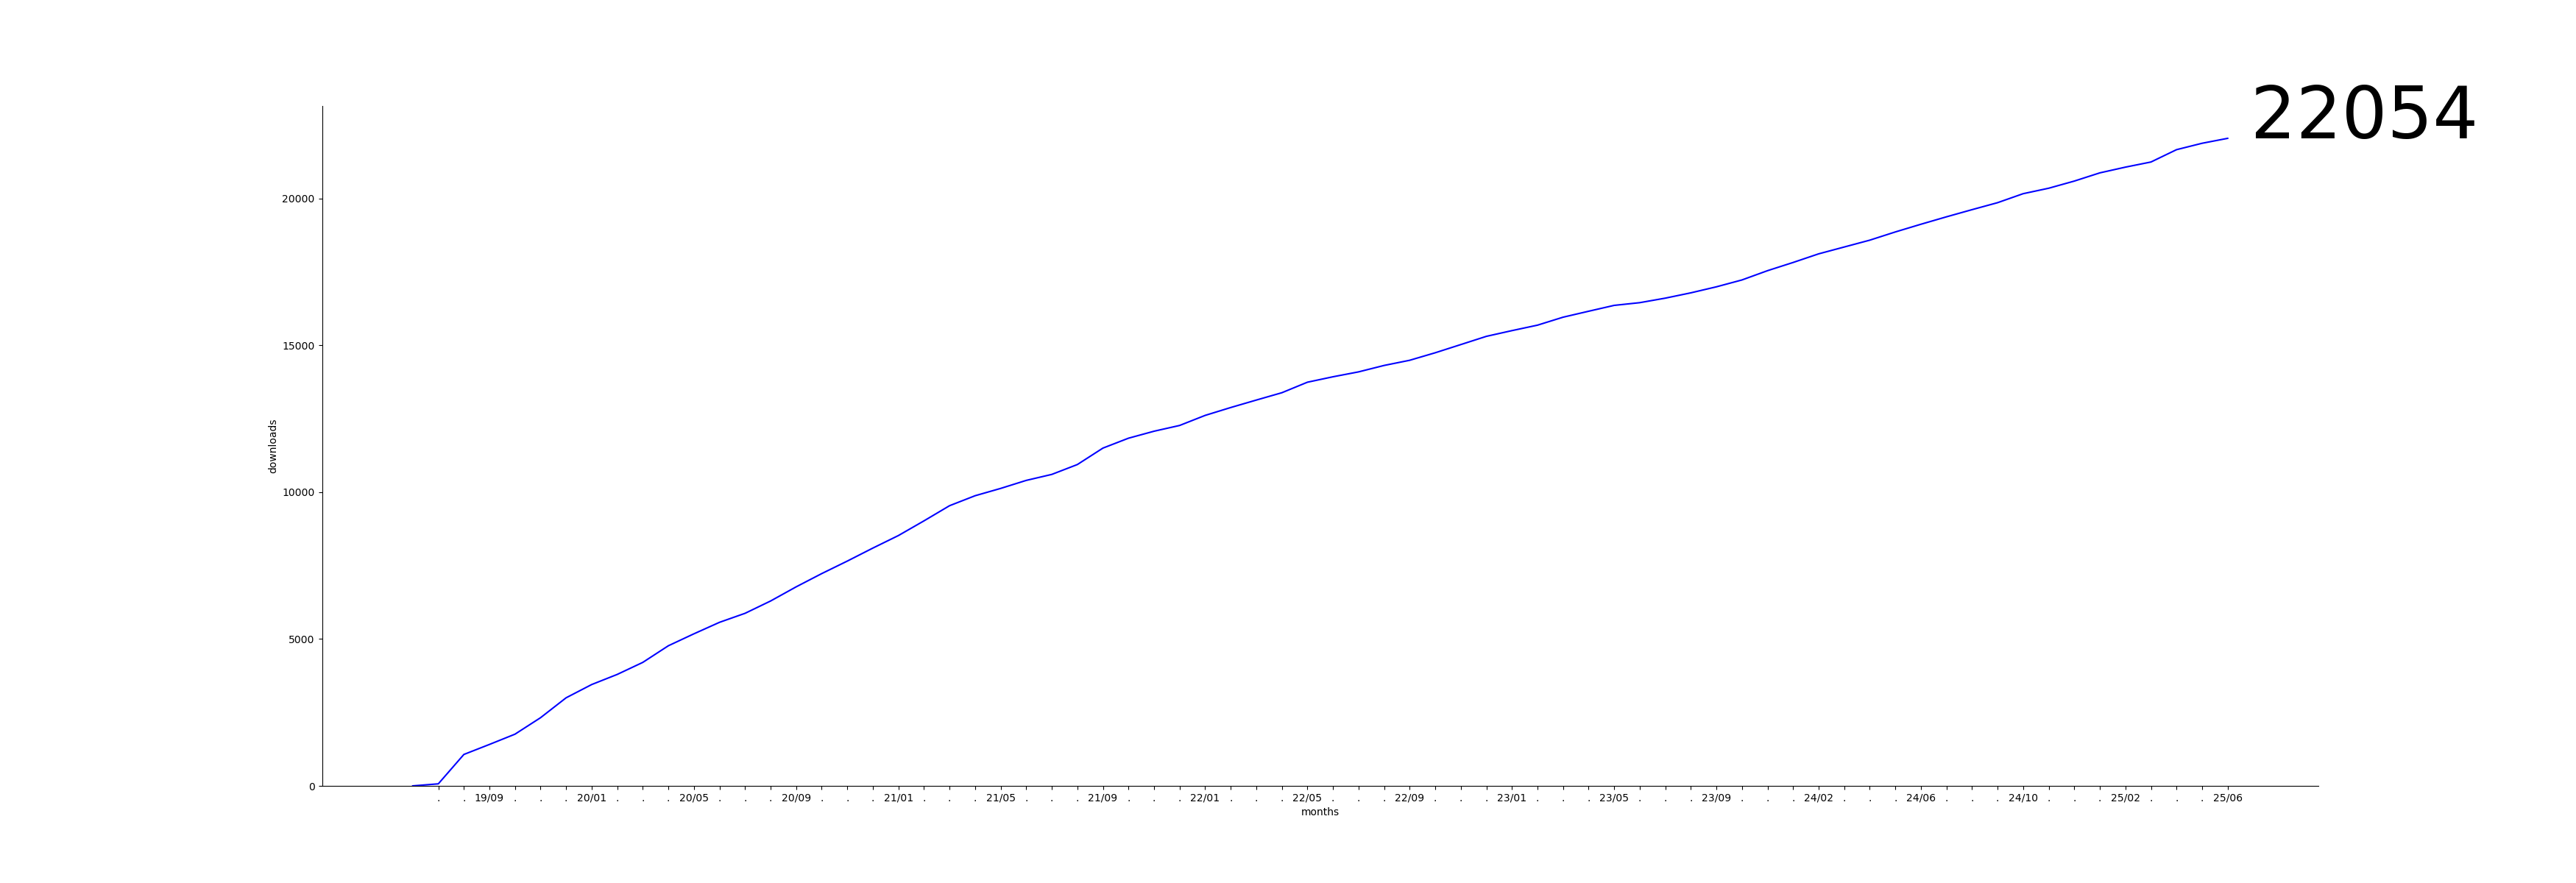 22054
20000
15000
10000
5000
0
downloads
. . 19/09 . . . 20/01 . . . 20/05 . . . 20/09 . . . 21/01 . . . 21/05 . . . 21/09 . . . 22/01 . . . 22/05 . . . 22/09 . . . 23/01 . . . 23/05 . . . 23/09 . . . 24/02 . . . 24/06 . . . 24/10 . . . 25/02 . . . 25/06
months